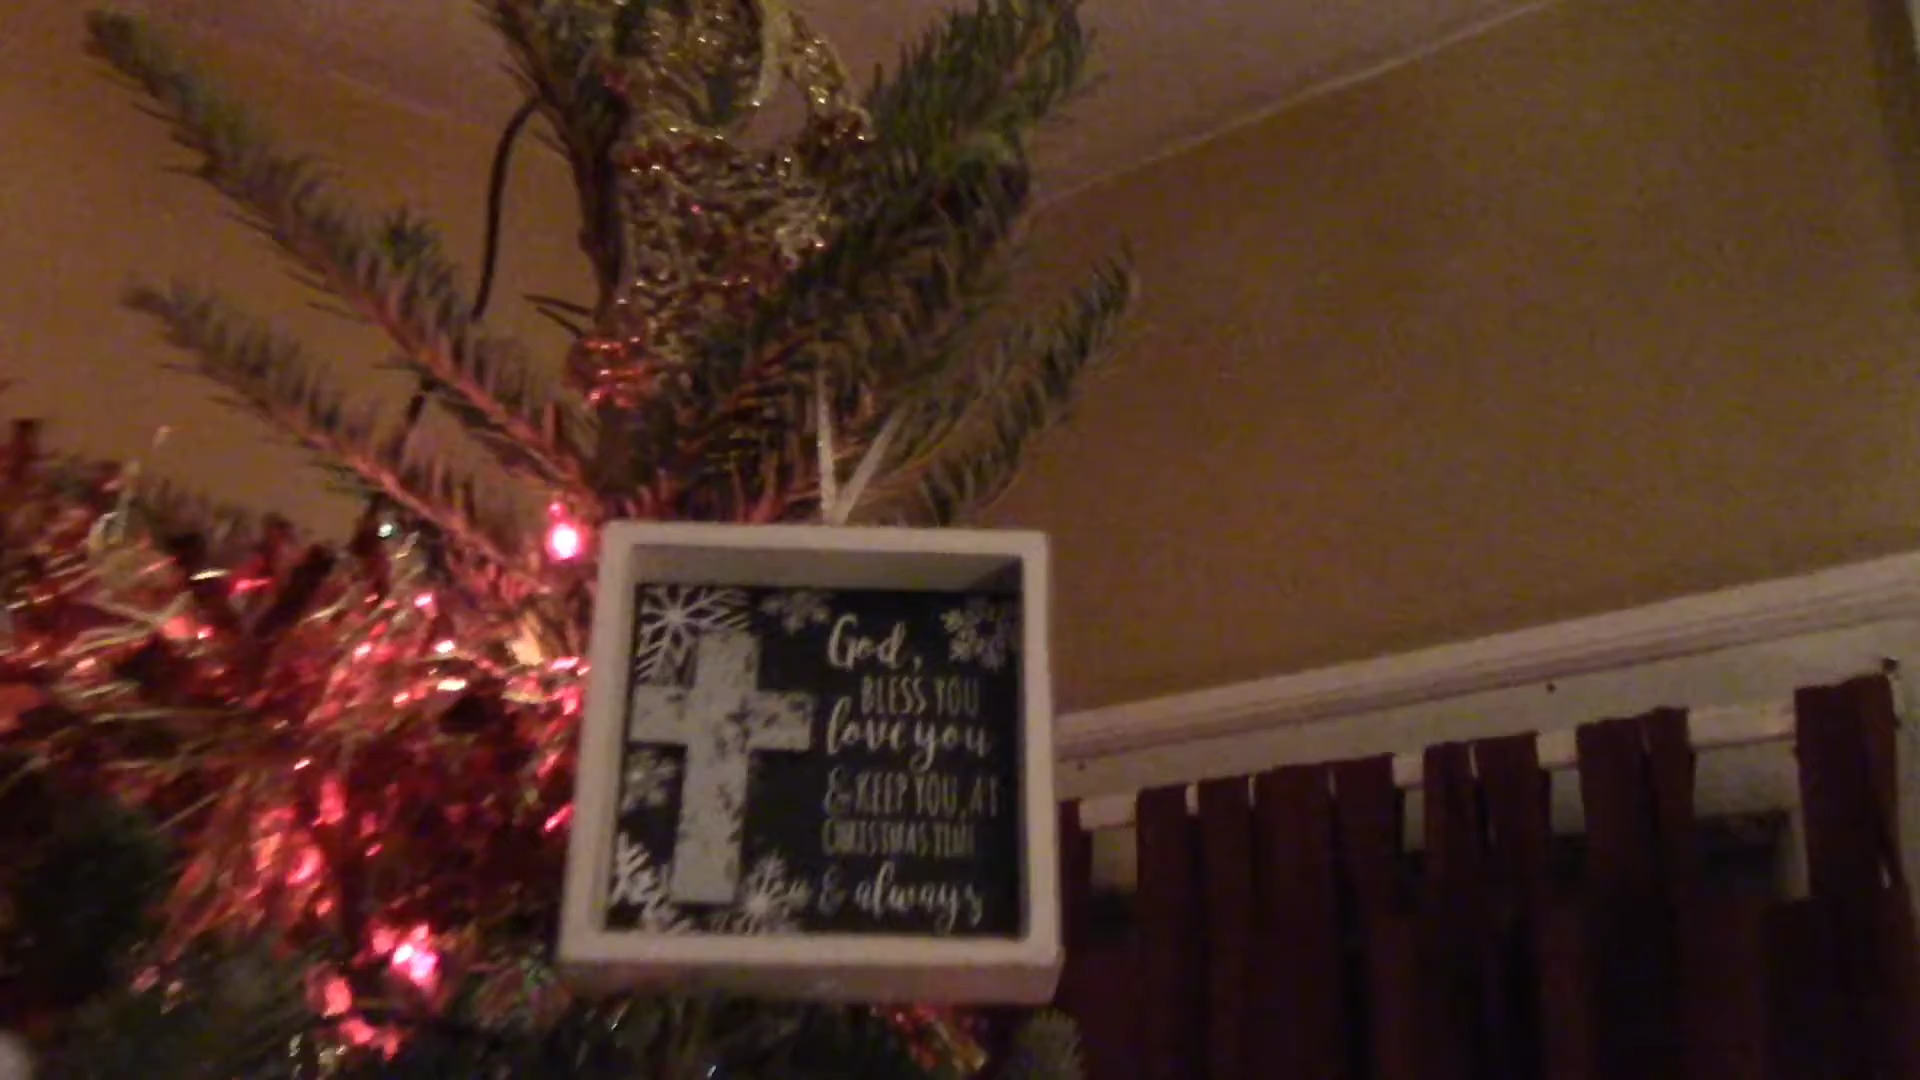 God,
BLESS YOU
love you
& KEEP YOU, AT
CHRISTMAS TIME
& always